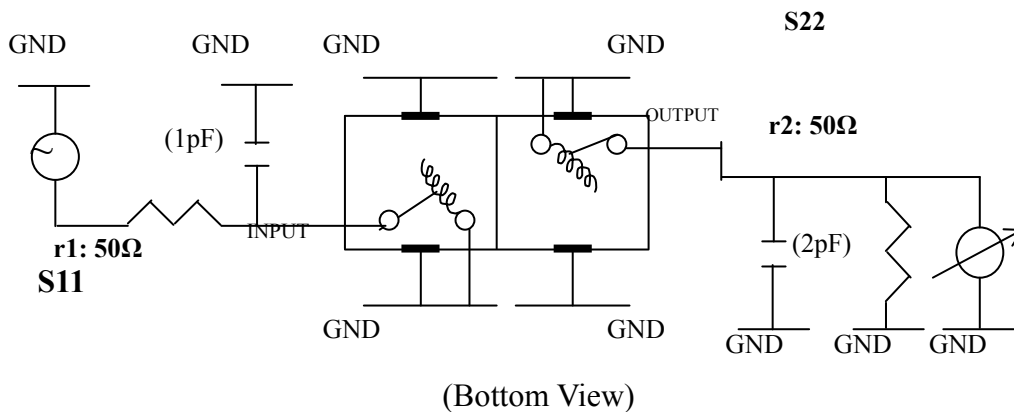 S22
GND
GND
GND
GND
(1pF)
OUTPUT
r2: 50Ω
INPUT
r1: 50Ω
S11
(2pF)
GND
GND
GND
GND
GND
(Bottom View)